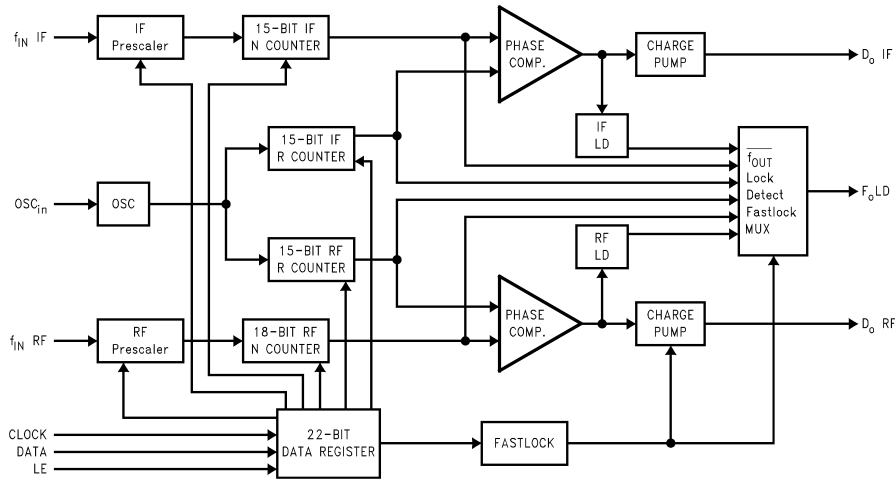 f_IN IF
IF
Prescaler
15-BIT IF
N COUNTER
PHASE
COMP.
CHARGE
PUMP
D_o IF
IF
LD
15-BIT IF
R COUNTER
OSC_in
OSC
f_OUT
Lock
Detect
Fastlock
MUX
F_oLD
15-BIT RF
R COUNTER
RF
LD
f_IN RF
RF
Prescaler
18-BIT RF
N COUNTER
PHASE
COMP.
CHARGE
PUMP
D_o RF
CLOCK
DATA
LE
22-BIT
DATA REGISTER
FASTLOCK